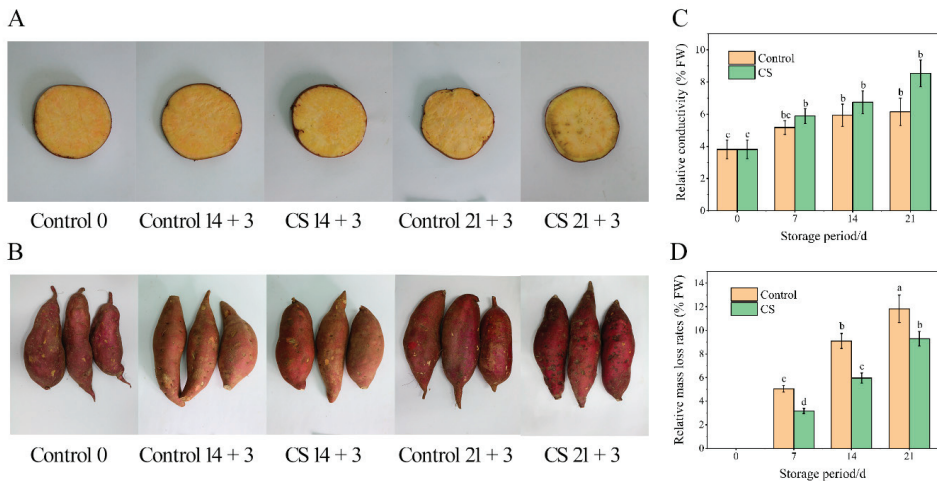 A
Control 0
Control 14 + 3
CS 14 + 3
Control 21 + 3
CS 21 + 3
B
Control 0
Control 14 + 3
CS 14 + 3
Control 21 + 3
CS 21 + 3
C
Relative conductivity (% FW)
10
8
6
4
2
0
Control
CS
c
c
bc
b
b
b
b
b
0
7
14
21
Storage period/d
D
Relative mass loss rates (% FW)
14
12
10
8
6
4
2
0
Control
CS
c
d
b
c
a
b
0
7
14
21
Storage period/d